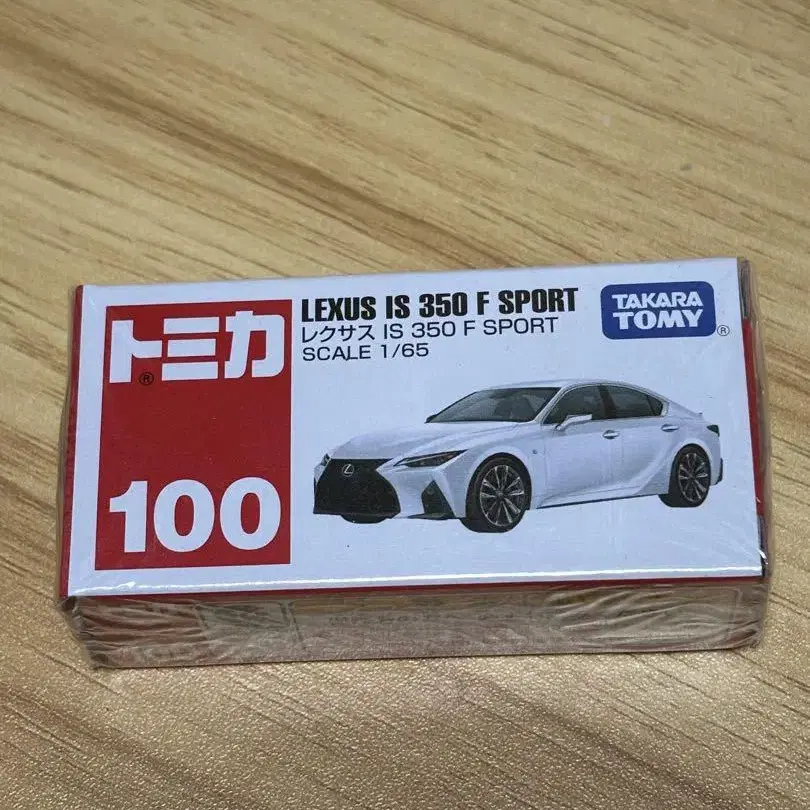 トミカ®
100
LEXUS IS 350 F SPORT
レクサス IS 350 F SPORT
SCALE 1/65
TAKARA
TOMY®